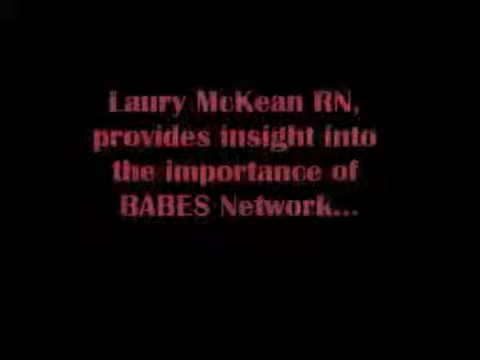 Laury McKean RN,
provides insight into
the importance of
BABES Network...